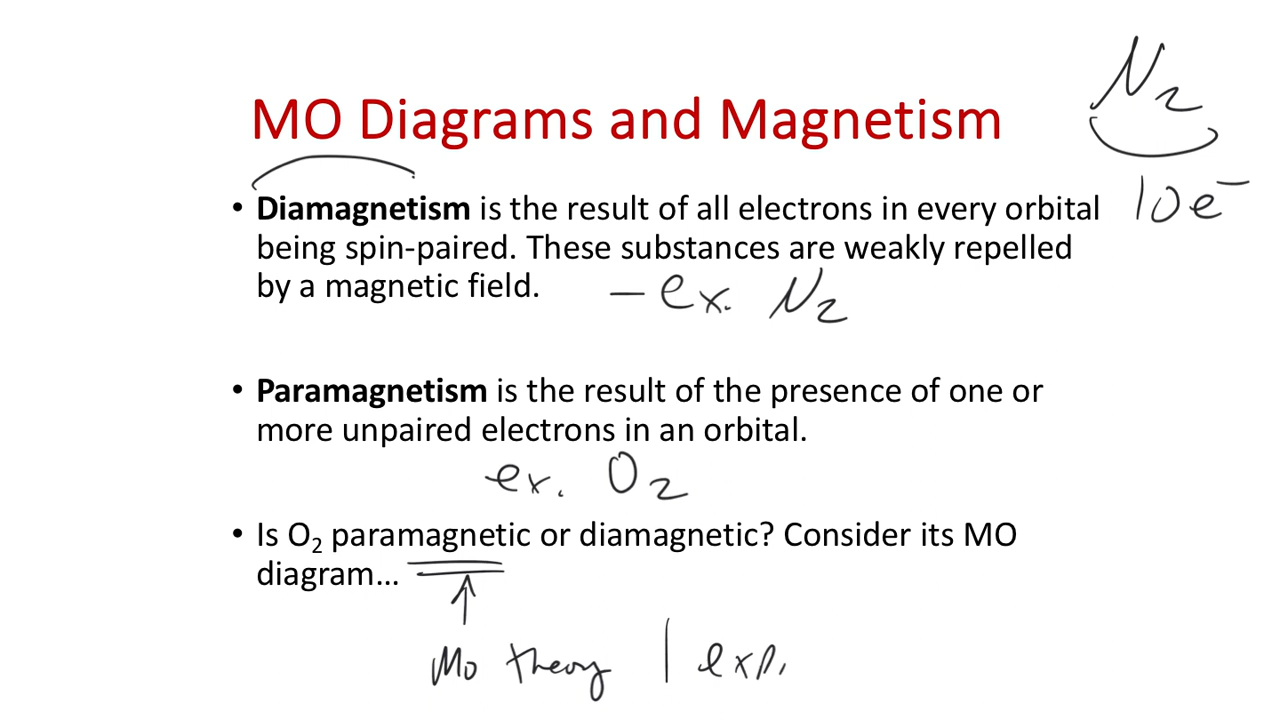 N₂
MO Diagrams and Magnetism
10e⁻
• Diamagnetism is the result of all electrons in every orbital
being spin-paired. These substances are weakly repelled
by a magnetic field. – ex. N₂
• Paramagnetism is the result of the presence of one or
more unpaired electrons in an orbital.
ex. O₂
• Is O₂ paramagnetic or diamagnetic? Consider its MO
diagram...
MO theory | exp.